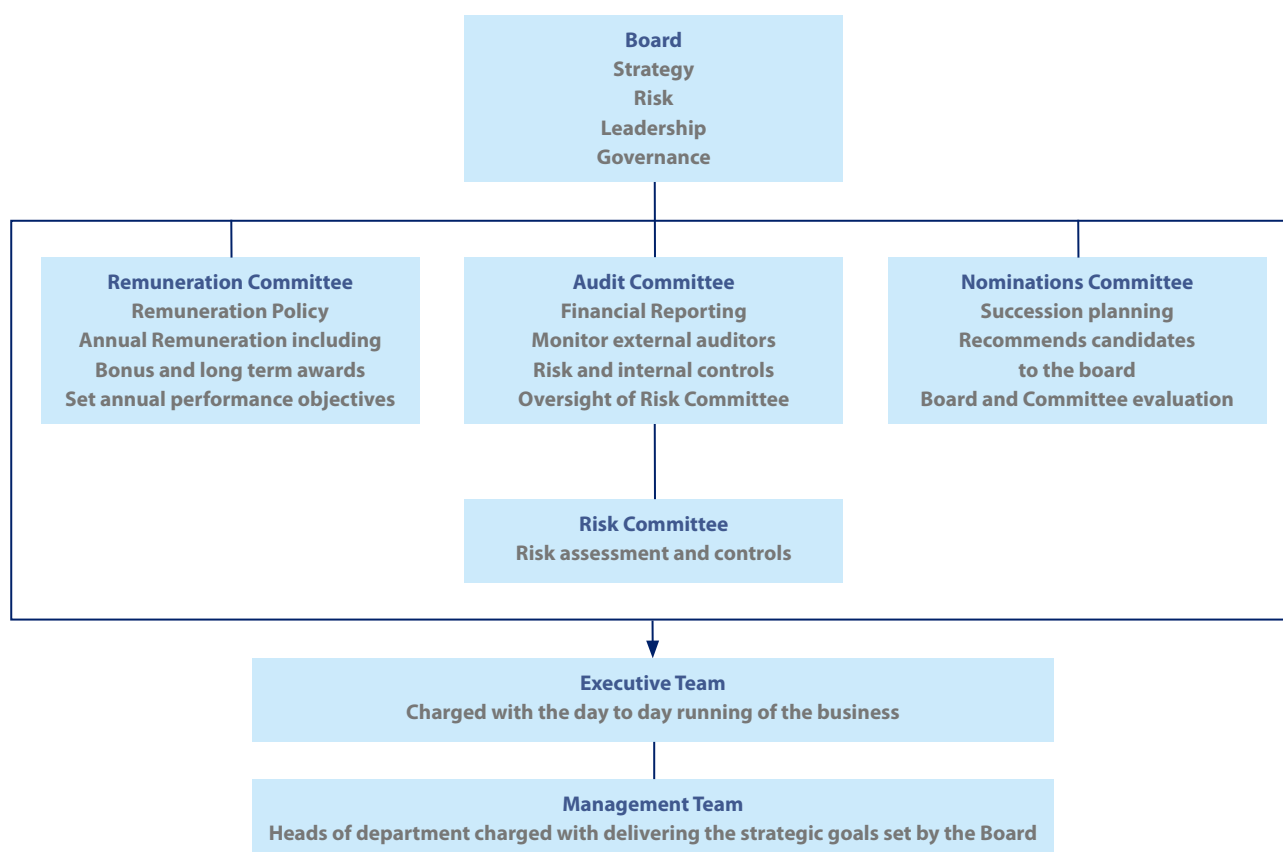 Board
Strategy
Risk
Leadership
Governance
Remuneration Committee
Remuneration Policy
Annual Remuneration including
Bonus and long term awards
Set annual performance objectives
Audit Committee
Financial Reporting
Monitor external auditors
Risk and internal controls
Oversight of Risk Committee
Nominations Committee
Succession planning
Recommends candidates
to the board
Board and Committee evaluation
Risk Committee
Risk assessment and controls
Executive Team
Charged with the day to day running of the business
Management Team
Heads of department charged with delivering the strategic goals set by the Board